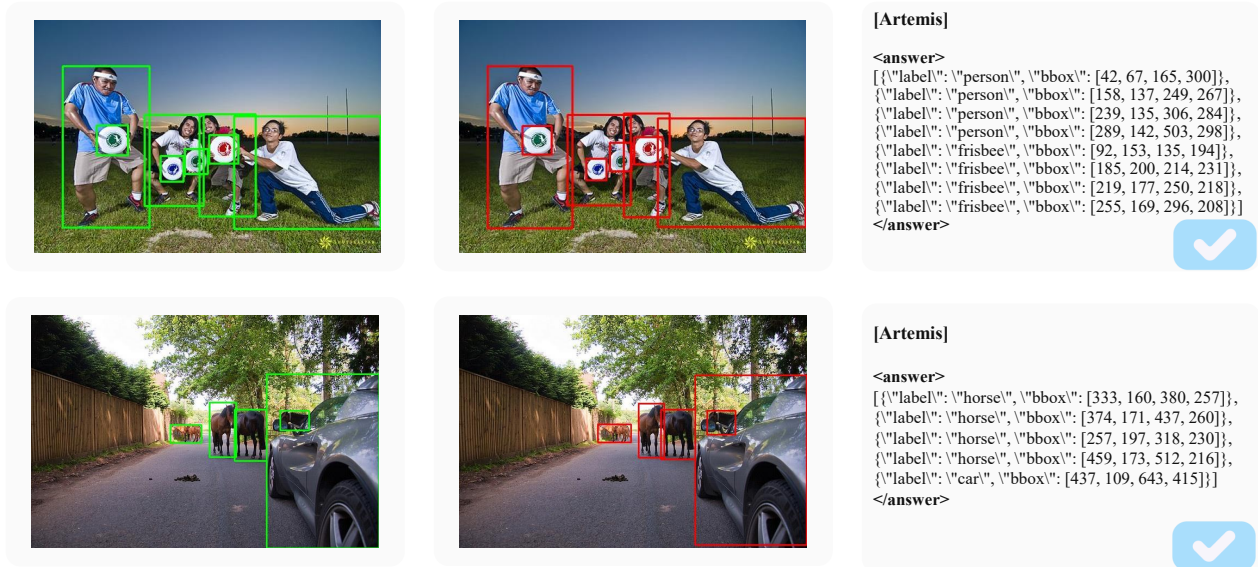 [Artemis]
<answer>
[{\"label\": \"person\", \"bbox\": [42, 67, 165, 300]},
{\"label\": \"person\", \"bbox\": [158, 137, 249, 267]},
{\"label\": \"person\", \"bbox\": [239, 135, 306, 284]},
{\"label\": \"person\", \"bbox\": [289, 142, 503, 298]},
{\"label\": \"frisbee\", \"bbox\": [92, 153, 135, 194]},
{\"label\": \"frisbee\", \"bbox\": [185, 200, 214, 231]},
{\"label\": \"frisbee\", \"bbox\": [219, 177, 250, 218]},
{\"label\": \"frisbee\", \"bbox\": [255, 169, 296, 208]}]
</answer>
[Artemis]
<answer>
[{\"label\": \"horse\", \"bbox\": [333, 160, 380, 257]},
{\"label\": \"horse\", \"bbox\": [374, 171, 437, 260]},
{\"label\": \"horse\", \"bbox\": [257, 197, 318, 230]},
{\"label\": \"horse\", \"bbox\": [459, 173, 512, 216]},
{\"label\": \"car\", \"bbox\": [437, 109, 643, 415]}]
</answer>